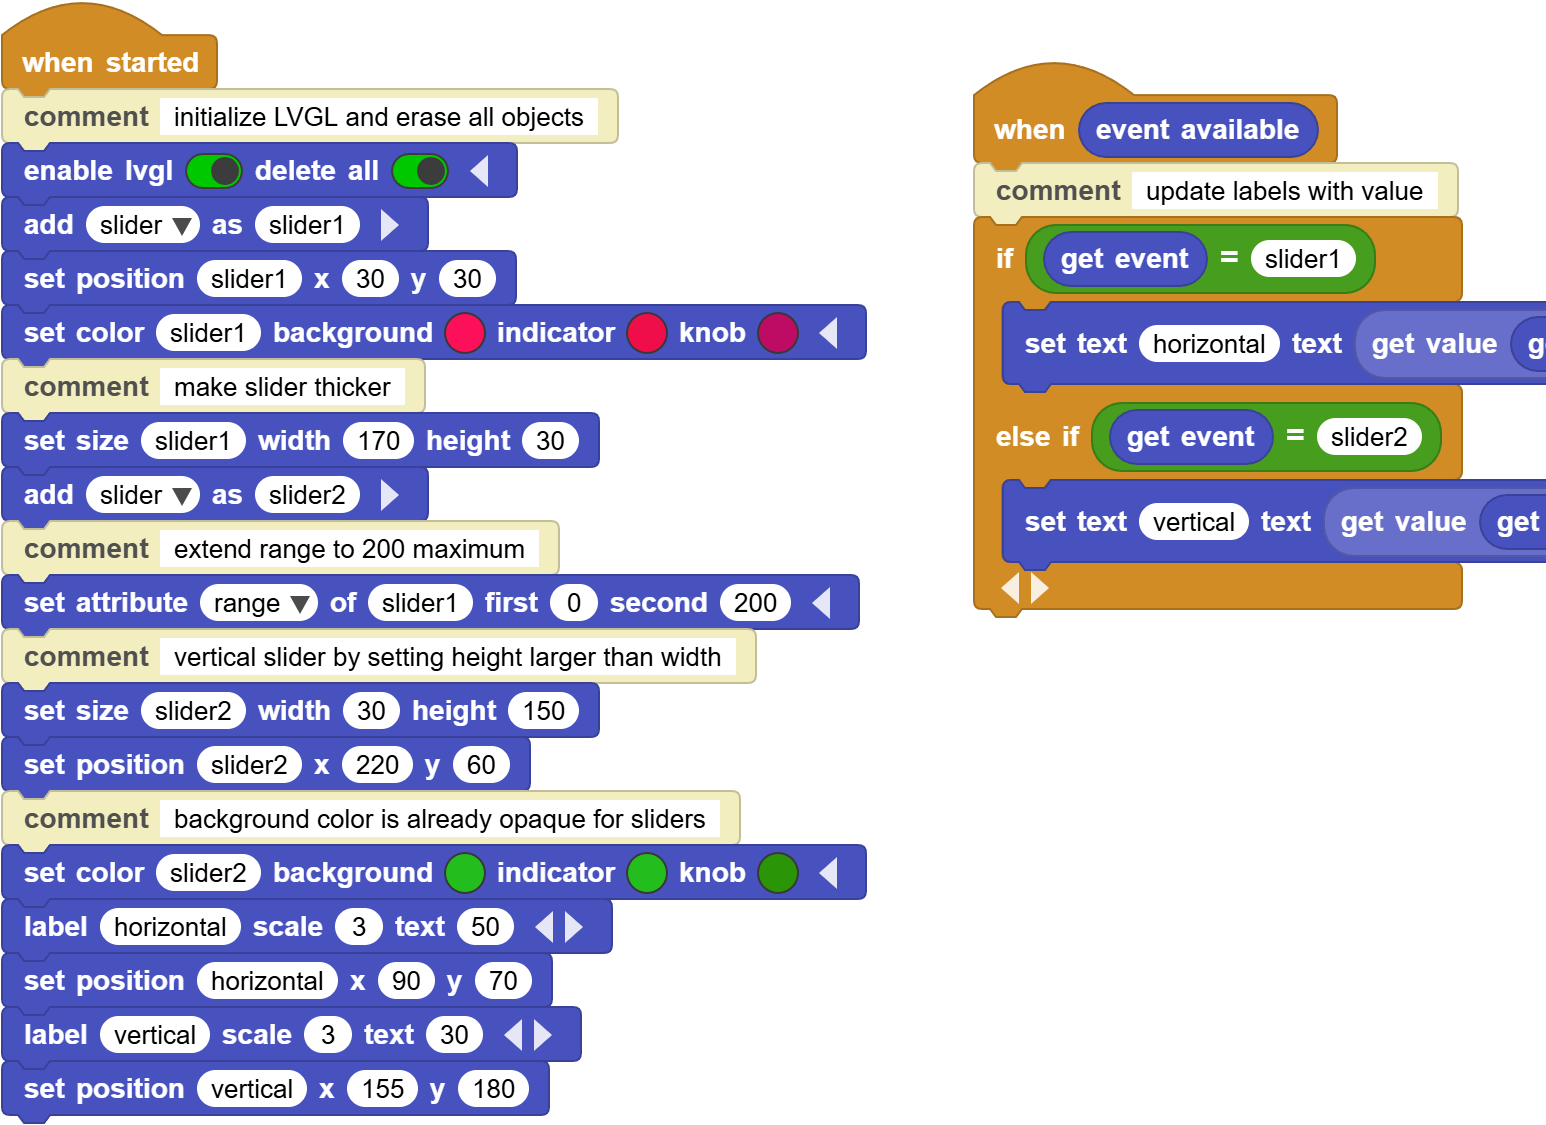 when started
comment initialize LVGL and erase all objects
enable lvgl delete all
add slider as slider1
set position slider1 x 30 y 30
set color slider1 background indicator knob
comment make slider thicker
set size slider1 width 170 height 30
add slider as slider2
comment extend range to 200 maximum
set attribute range of slider1 first 0 second 200
comment vertical slider by setting height larger than width
set size slider2 width 30 height 150
set position slider2 x 220 y 60
comment background color is already opaque for sliders
set color slider2 background indicator knob
label horizontal scale 3 text 50
set position horizontal x 90 y 70
label vertical scale 3 text 30
set position vertical x 155 y 180
when event available
comment update labels with value
if get event = slider1
set text horizontal text get value
else if get event = slider2
set text vertical text get value get